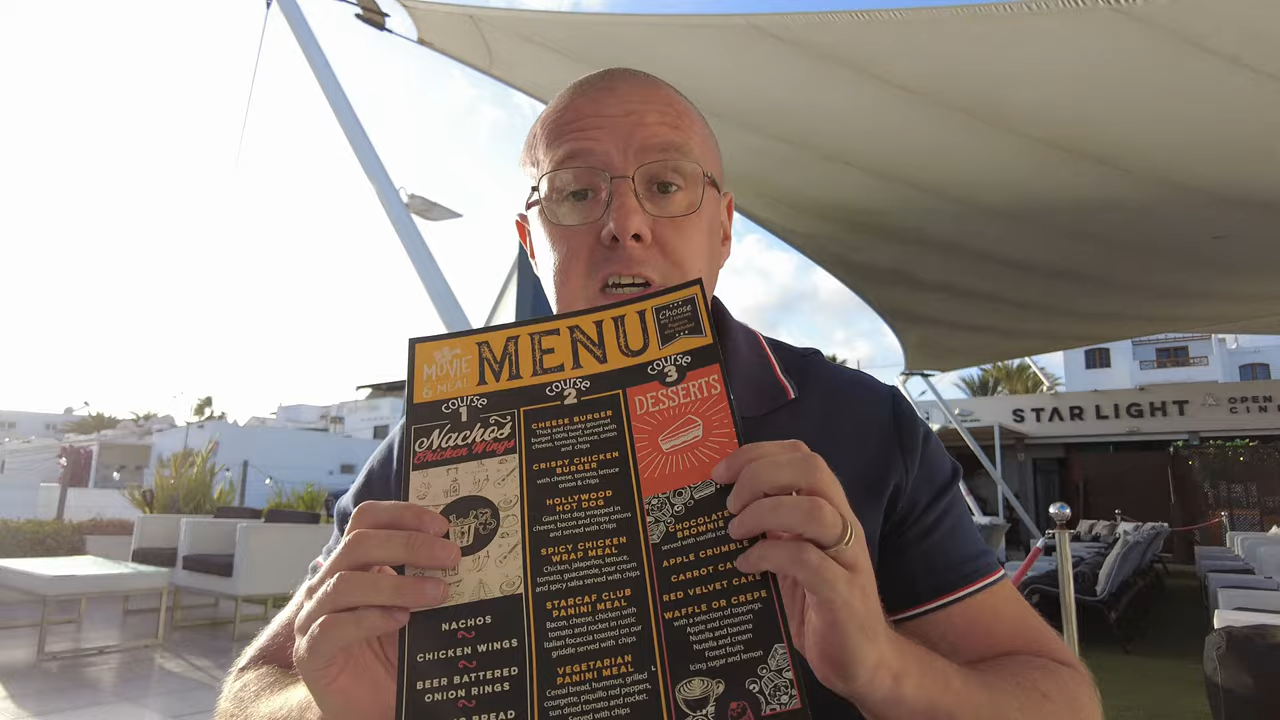 MOVIE
& MEAL
MENU
Choose
any 2 courses
Popcorn
also included
course
1
course
2
course
3
Nachos
Chicken Wings
NACHOS
CHICKEN WINGS
BEER BATTERED
ONION RINGS
BREAD
CHEESE BURGER
Thick and chunky gourmet
burger 100% beef, served with
cheese, tomato, lettuce, onion
and chips
CRISPY CHICKEN
BURGER
with cheese, tomato, lettuce
onion & chips
HOLLYWOOD
HOT DOG
Giant hot dog wrapped in
cheese, bacon and crispy onions
and served with chips
SPICY CHICKEN
WRAP MEAL
Chicken, jalapeños, lettuce,
tomato, guacamole, sour cream
and spicy salsa served with chips
STARCAF CLUB
PANINI MEAL
Bacon, cheese, chicken with
tomato and rocket in rustic
Italian focaccia toasted on our
griddle served with chips
VEGETARIAN
PANINI MEAL
Cereal bread, hummus, grilled
courgette, piquillo red peppers,
sun dried tomato and rocket.
Served with chips
DESSERTS
CHOCOLATE
BROWNIE
served with vanilla ice
APPLE CRUMBLE
CARROT CAKE
RED VELVET CAKE
WAFFLE OR CREPE
with a selection of toppings.
Apple and cinnamon
Nutella and banana
Nutella and cream
Forest fruits
Icing sugar and lemon
STARLIGHT
OPEN
CIN